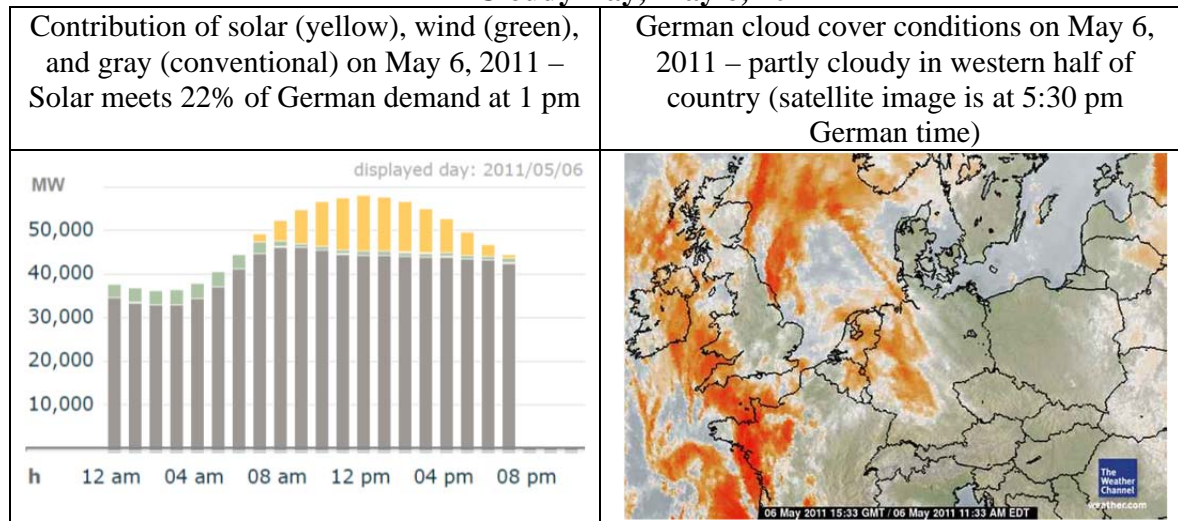 Contribution of solar (yellow), wind (green),
and gray (conventional) on May 6, 2011 –
Solar meets 22% of German demand at 1 pm
German cloud cover conditions on May 6,
2011 – partly cloudy in western half of
country (satellite image is at 5:30 pm
German time)
displayed day: 2011/05/06
MW
50,000
40,000
30,000
20,000
10,000
h 12 am 04 am 08 am 12 pm 04 pm 08 pm
The
Weather
Channel
weather.com
06 May 2011 15:33 GMT / 06 May 2011 11:33 AM EDT